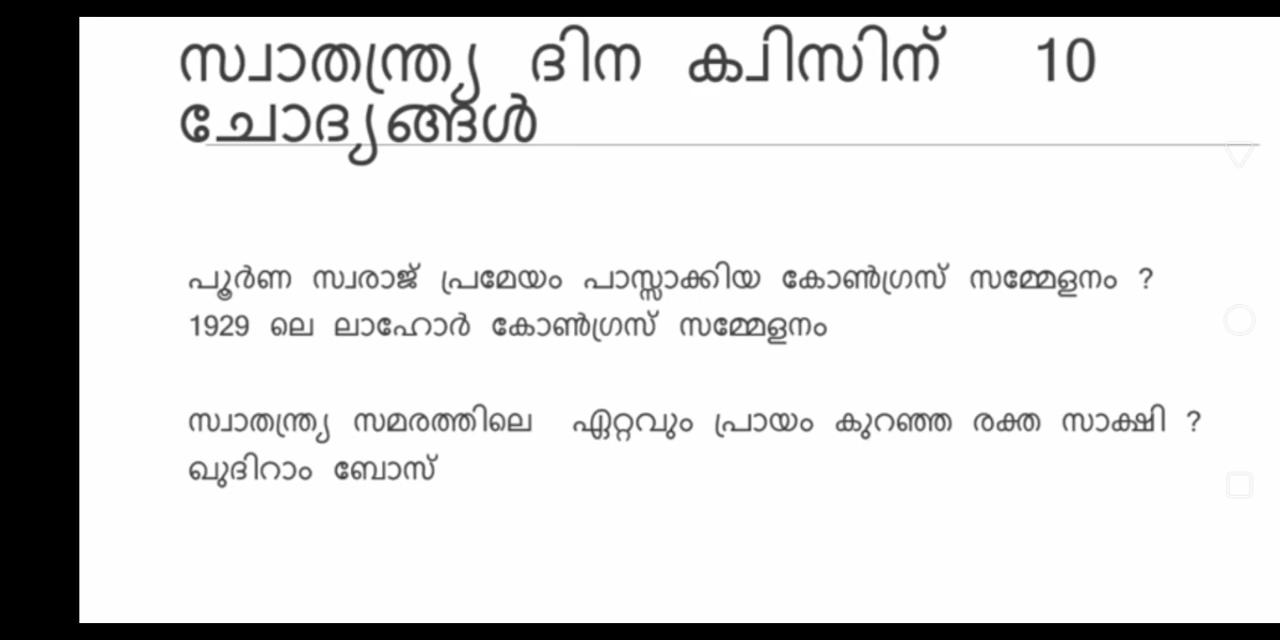 സ്വാതന്ത്ര്യ ദിന ക്വിസിന് 10
ചോദ്യങ്ങൾ
പൂർണ സ്വരാജ് പ്രമേയം പാസ്സാക്കിയ കോൺഗ്രസ് സമ്മേളനം ?
1929 ലെ ലാഹോർ കോൺഗ്രസ് സമ്മേളനം
സ്വാതന്ത്ര്യ സമരത്തിലെ ഏറ്റവും പ്രായം കുറഞ്ഞ രക്ത സാക്ഷി ?
ഖുദിറാം ബോസ്